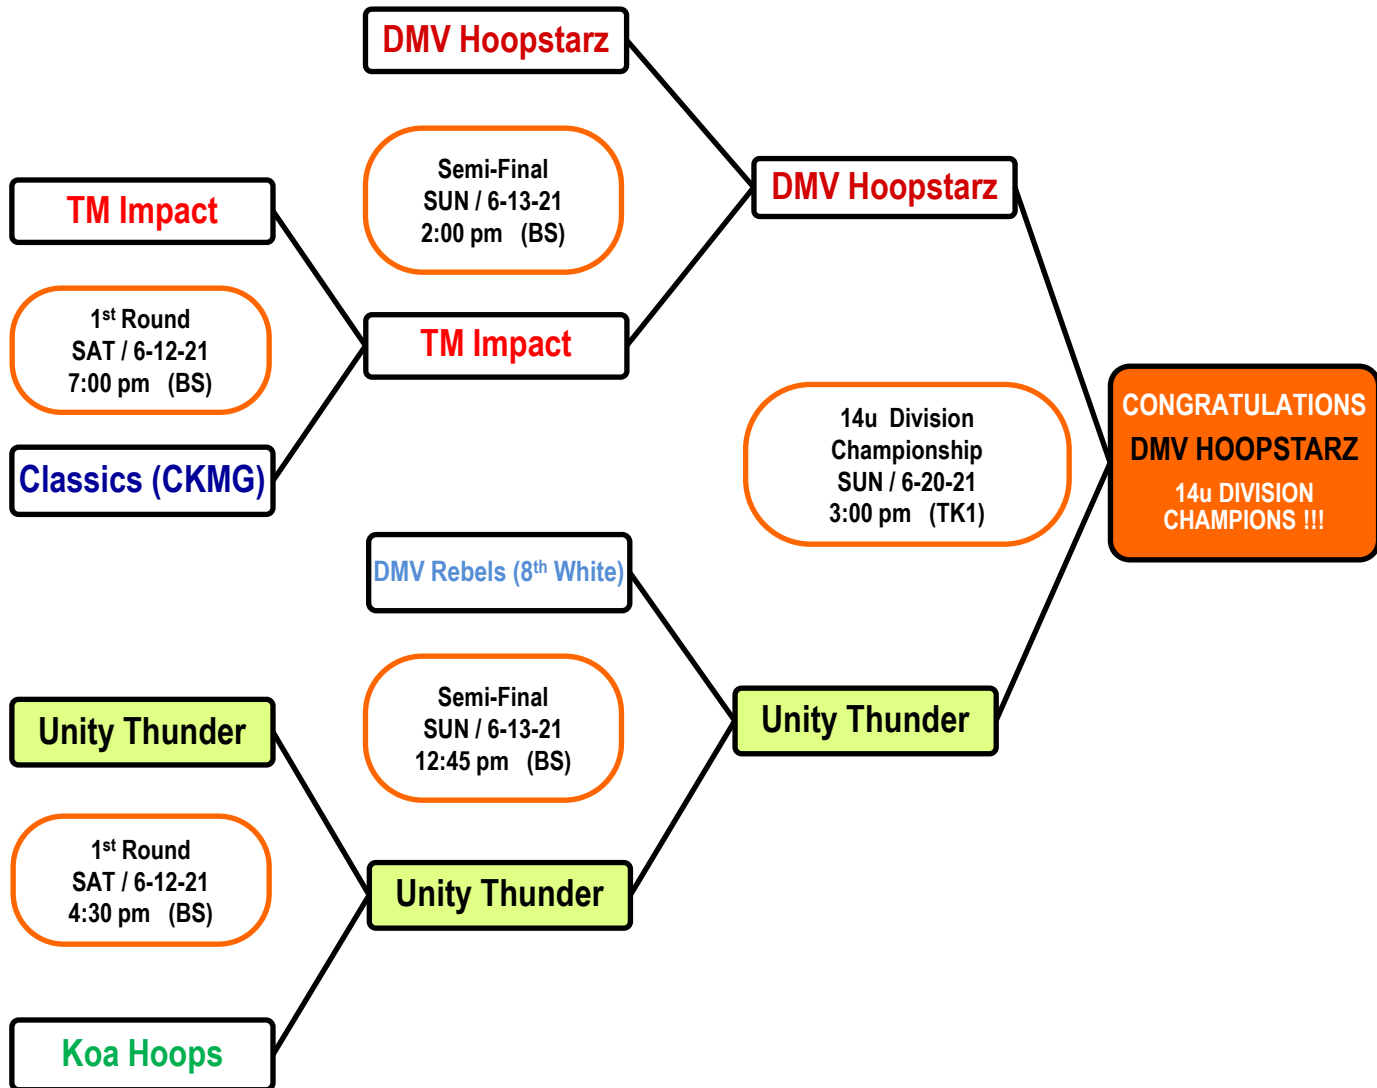 DMV Hoopstarz
Semi-Final
SUN / 6-13-21
2:00 pm (BS)
DMV Hoopstarz
TM Impact
1st Round
SAT / 6-12-21
7:00 pm (BS)
TM Impact
Classics (CKMG)
14u Division
Championship
SUN / 6-20-21
3:00 pm (TK1)
CONGRATULATIONS
DMV HOOPSTARZ
14u DIVISION
CHAMPIONS !!!
DMV Rebels (8th White)
Semi-Final
SUN / 6-13-21
12:45 pm (BS)
Unity Thunder
Unity Thunder
1st Round
SAT / 6-12-21
4:30 pm (BS)
Unity Thunder
Koa Hoops